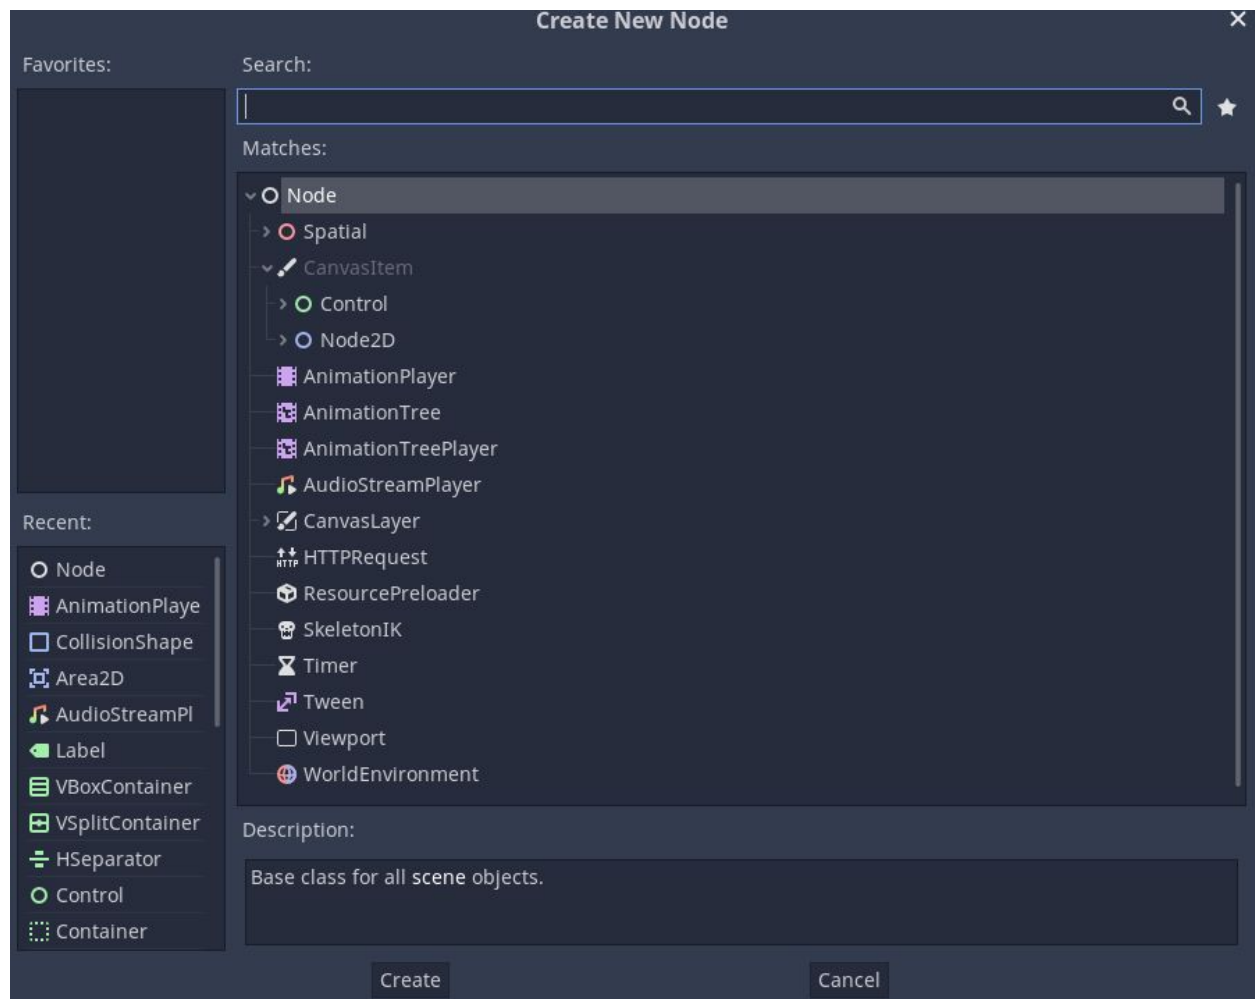 Create New Node
Favorites:
Search:
Matches:
Node
Spatial
CanvasItem
Control
Node2D
AnimationPlayer
AnimationTree
AnimationTreePlayer
AudioStreamPlayer
CanvasLayer
HTTP HTTPRequest
ResourcePreloader
SkeletonIK
Timer
Tween
Viewport
WorldEnvironment
Recent:
Node
AnimationPlaye
CollisionShape
Area2D
AudioStreamPl
Label
VBoxContainer
VSplitContainer
HSeparator
Control
Container
Description:
Base class for all scene objects.
Create
Cancel